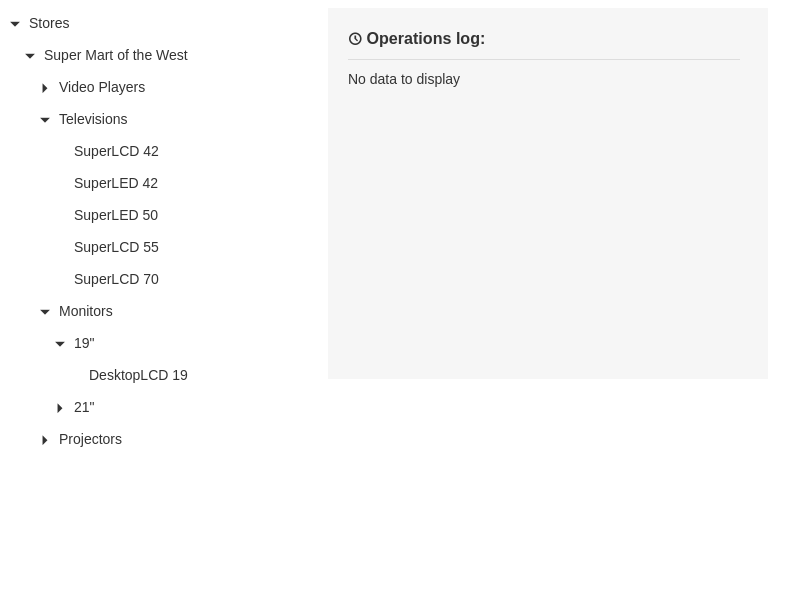 Stores
Super Mart of the West
Video Players
Televisions
SuperLCD 42
SuperLED 42
SuperLED 50
SuperLCD 55
SuperLCD 70
Monitors
19"
DesktopLCD 19
21"
Projectors
Operations log:
No data to display